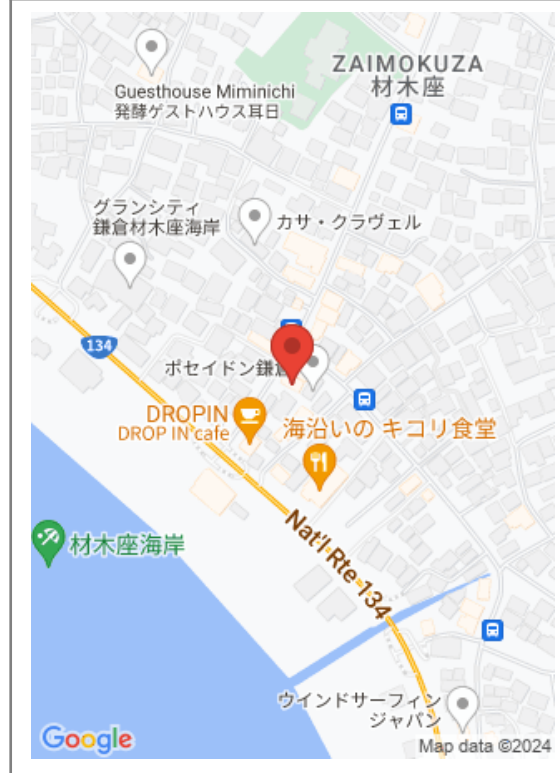 ZAIMOKUZA
材木座
Guesthouse Miminichi
発酵ゲストハウス耳日
グランシティ
鎌倉材木座海岸
カサ・クラヴェル
134
ポセイドン鎌倉
DROPIN
DROP IN cafe
海沿いの キコリ食堂
材木座海岸
Nat'l Rte 134
ウインドサーフィン
ジャパン
Google
Map data ©2024